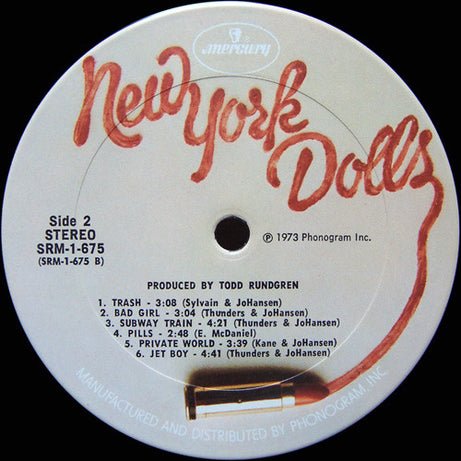 mercury
New York
Dolls
Side 2
STEREO
SRM-1-675
(SRM-1-675 B)
℗ 1973 Phonogram Inc.
PRODUCED BY TODD RUNDGREN
1. TRASH - 3:08 (Sylvain & JoHansen)
2. BAD GIRL - 3:04 (Thunders & JoHansen)
3. SUBWAY TRAIN - 4:21 (Thunders & JoHansen)
4. PILLS - 2:48 (E. McDaniel)
5. PRIVATE WORLD - 3:39 (Kane & JoHansen)
6. JET BOY - 4:41 (Thunders & JoHansen)
MANUFACTURED AND DISTRIBUTED BY PHONOGRAM, INC